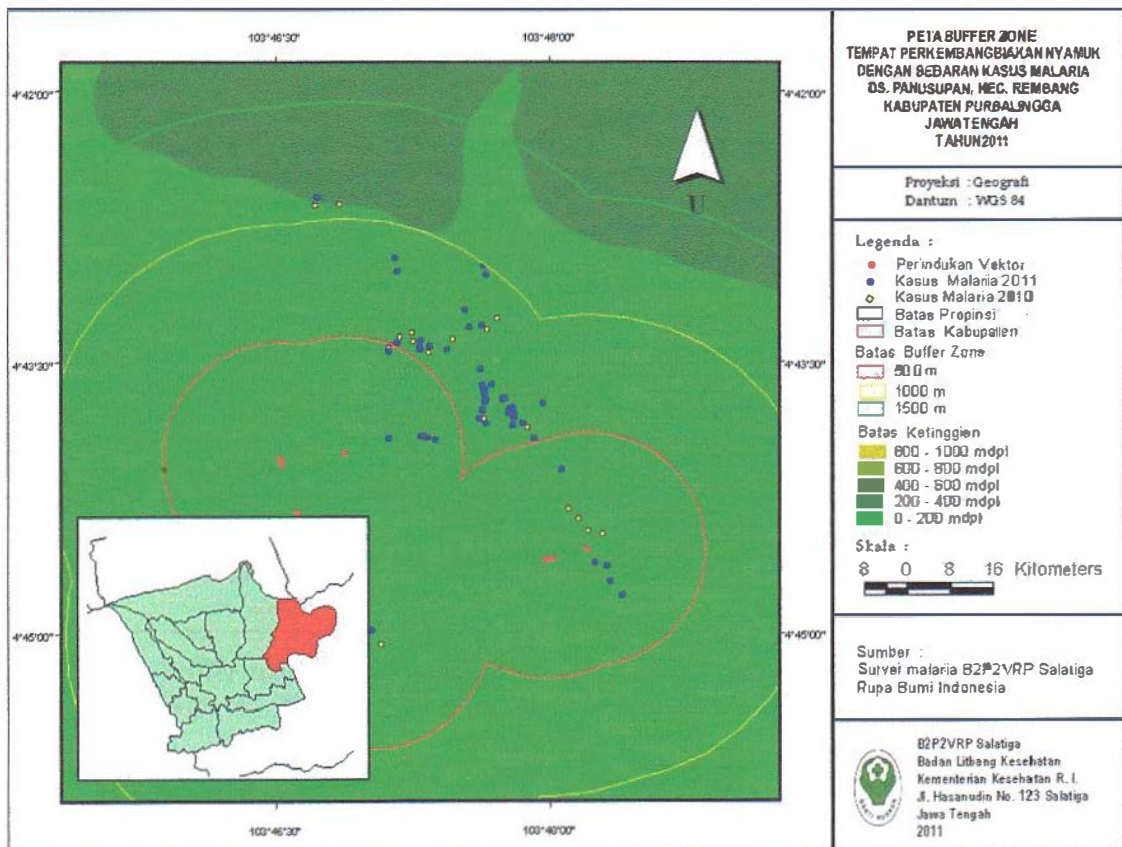 103°46'30"
103°48'00"
4°42'00"
4°42'00"
4°43'30"
4°43'30"
4°45'00"
4°45'00"
103°46'30"
103°48'00"
U
PETA BUFFER ZONE
TEMPAT PERKEMBANGBIAKAN NYAMUK
DENGAN SEBARAN KASUS MALARIA
DS. PANUSUPAN, KEC. REMBANG
KABUPATEN PURBALINGGA
JAWA TENGAH
TAHUN 2011
Proyeksi : Geografi
Dantum : WGS 84
Legenda :
Perindukan Vektor
Kasus Malaria 2011
Kasus Malaria 2010
Batas Propinsi
Batas Kabupaten
Batas Buffer Zone
500 m
1000 m
1500 m
Batas Ketinggian
800 - 1000 mdpl
600 - 800 mdpl
400 - 600 mdpl
200 - 400 mdpl
0 - 200 mdpl
Skala :
8 0 8 16 Kilometers
Sumber :
Survei malaria B2P2VRP Salatiga
Rupa Bumi Indonesia
BAKTI HUSADA
B2P2VRP Salatiga
Badan Litbang Kesehatan
Kementerian Kesehatan R. I.
Jl. Hasanudin No. 123 Salatiga
Jawa Tengah
2011